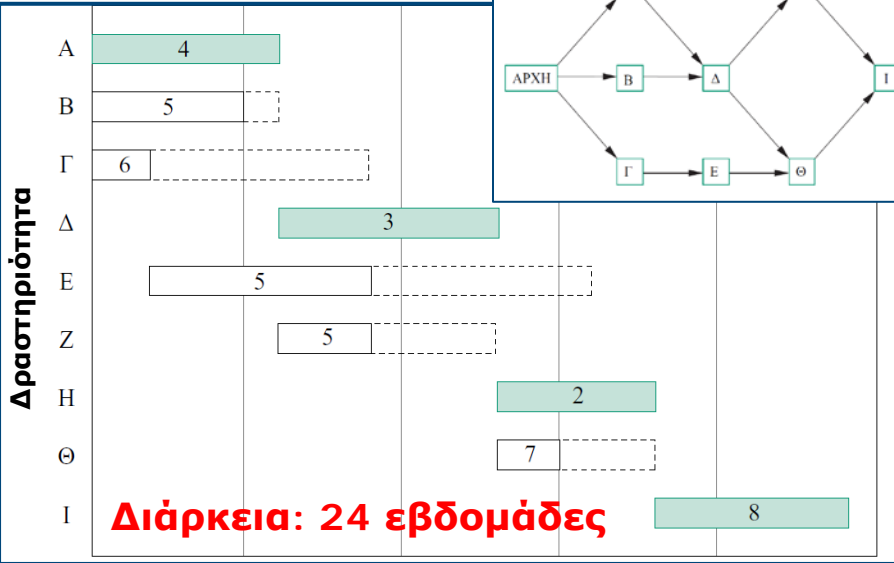 Δραστηριότητα
Α 4
Β 5
Γ 6
Δ 3
Ε 5
Ζ 5
Η 2
Θ 7
Ι 8
Διάρκεια: 24 εβδομάδες
ΑΡΧΗ Β Δ Ι
Γ Ε Θ